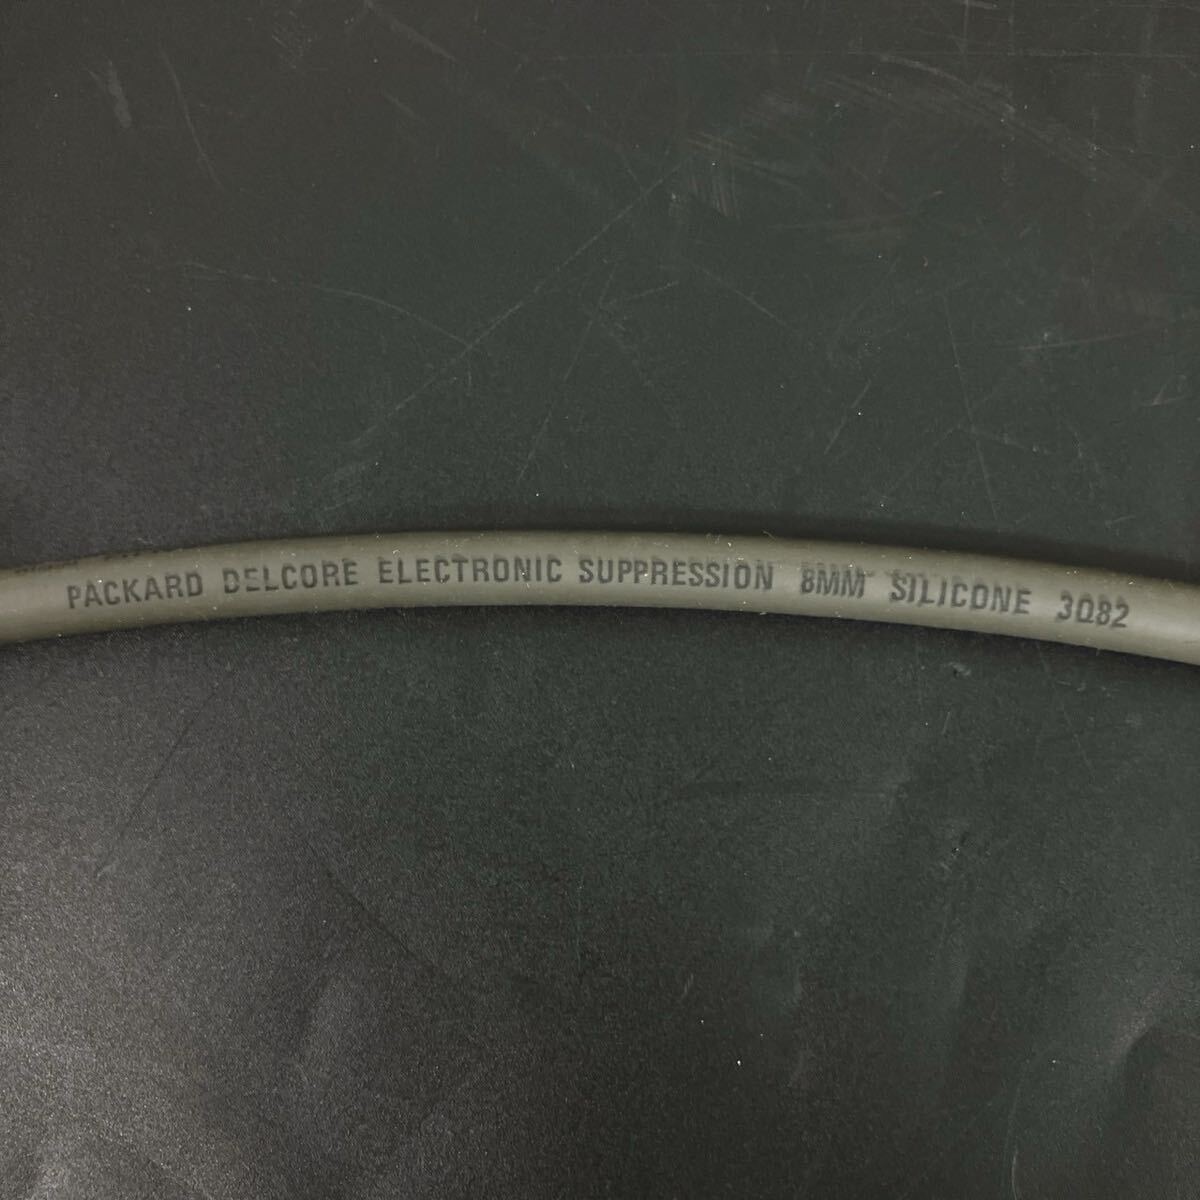 PACKARD DELCORE ELECTRONIC SUPPRESSION 8MM SILICONE 3Q82